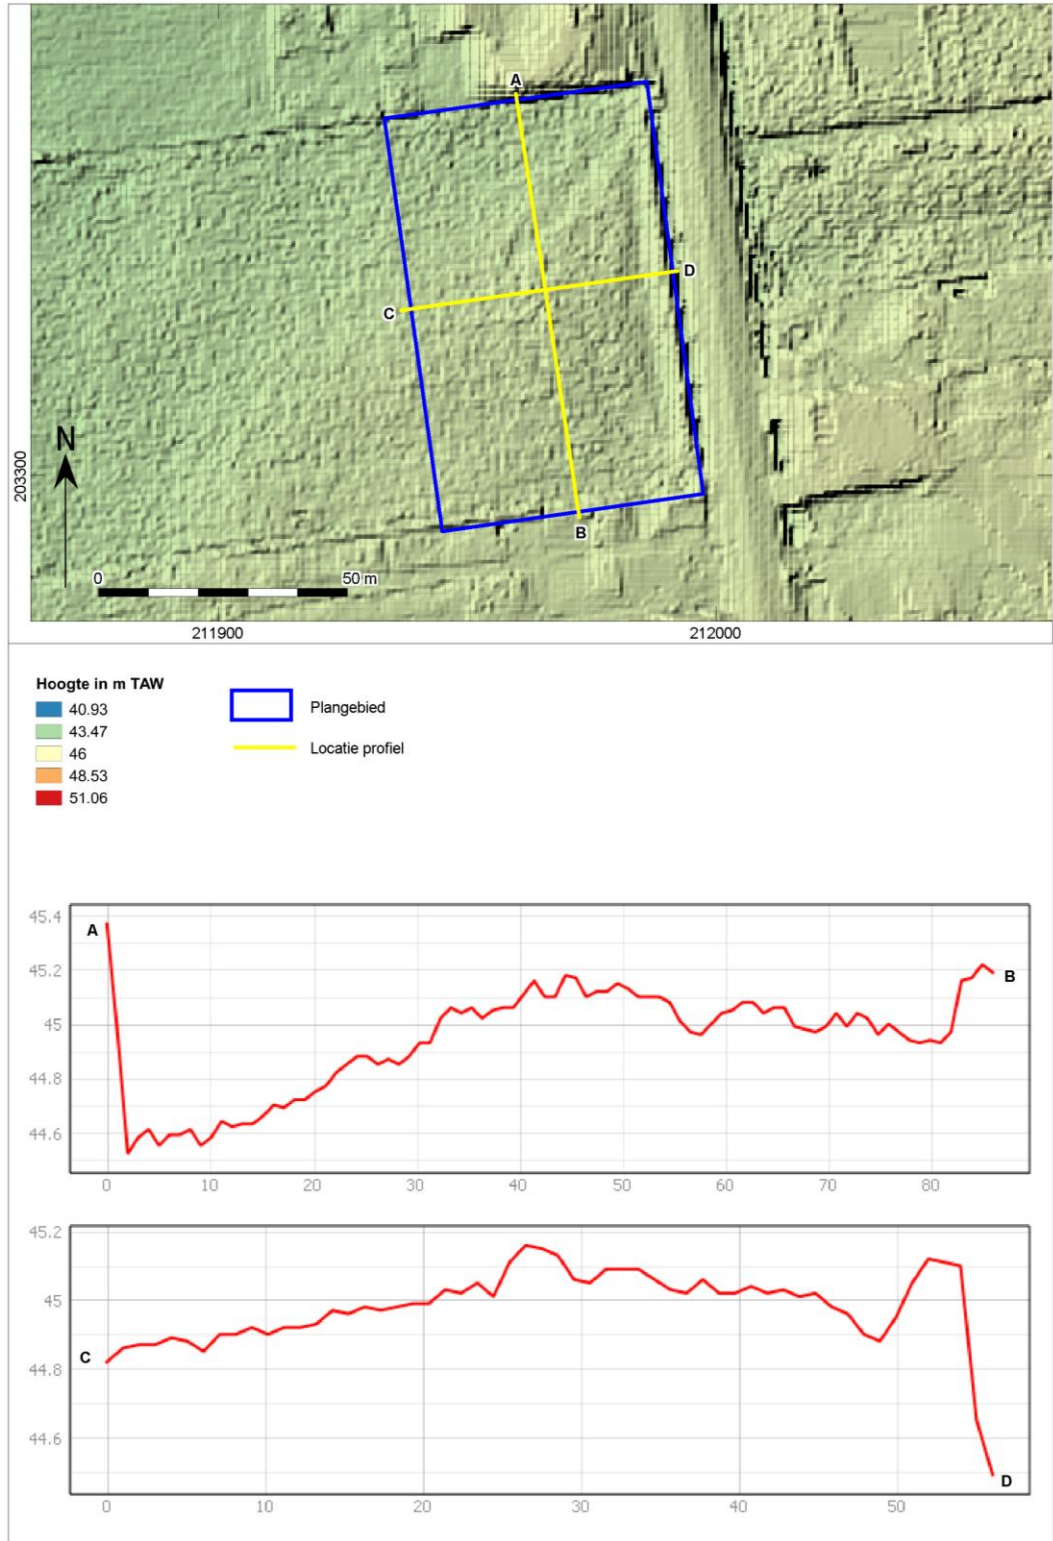 A
D
C
N
203300
B
0 50 m
211900 212000
Hoogte in m TAW
40.93
43.47
46
48.53
51.06
Plangebied
Locatie profiel
45.4
A
45.2
B
45
44.8
44.6
0 10 20 30 40 50 60 70 80
45.2
45
C
44.8
44.6
D
0 10 20 30 40 50